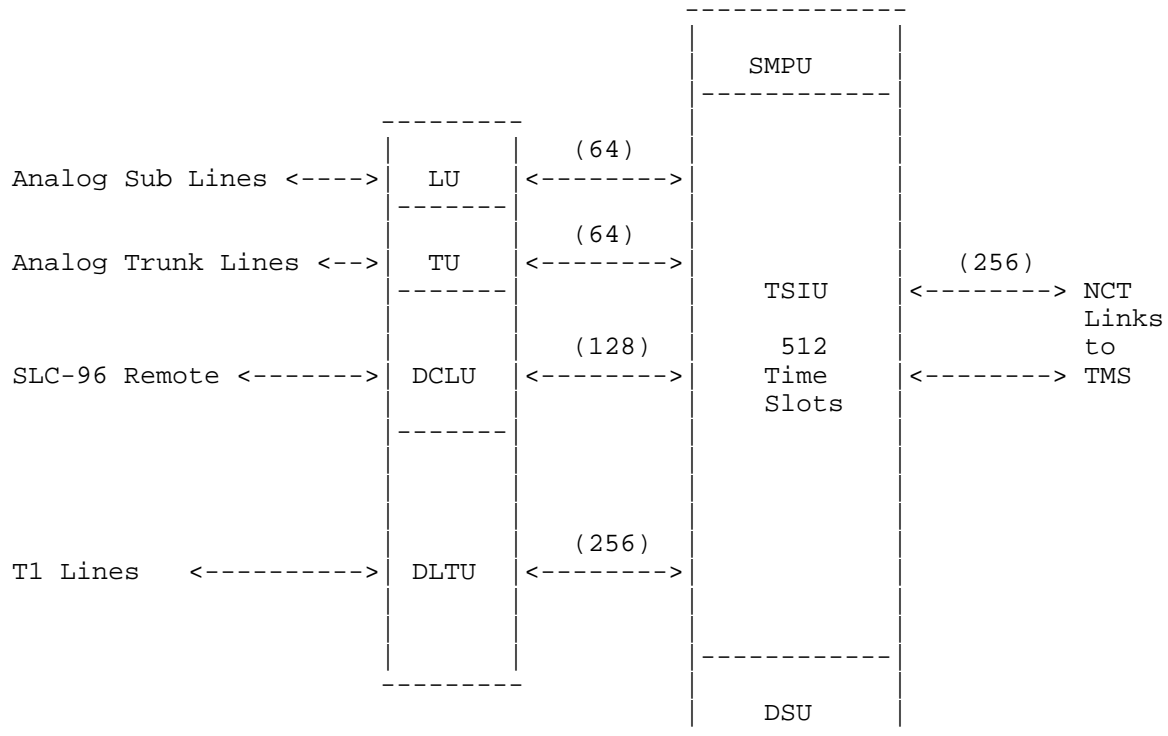 SMPU
(64)
Analog Sub Lines <----> LU <-------->
(64)
Analog Trunk Lines <--> TU <--------> (256)
TSIU <--------> NCT
Links
(128) 512 to
SLC-96 Remote <-------> DCLU <--------> Time <--------> TMS
Slots
(256)
T1 Lines <----------> DLTU <-------->
DSU